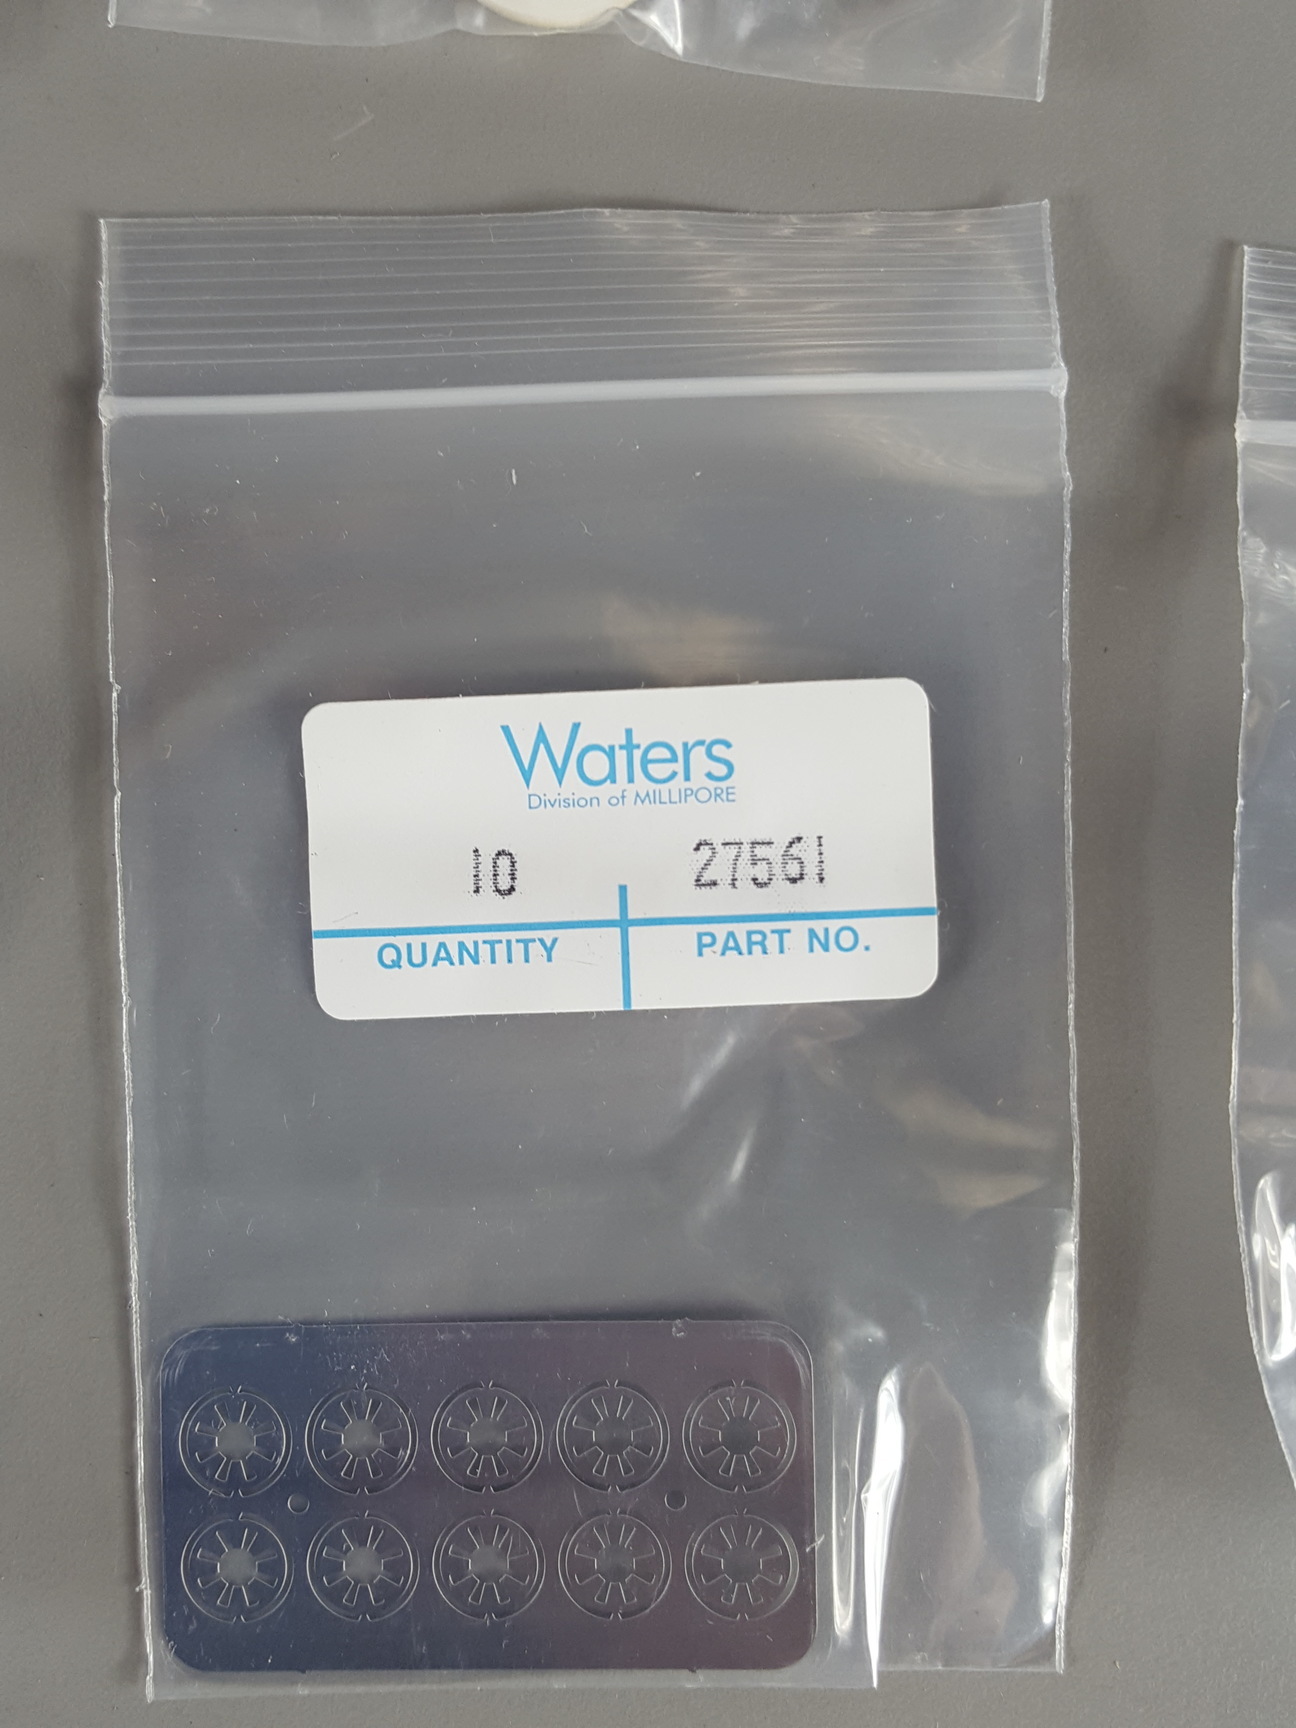 Waters
Division of MILLIPORE
10 27561
QUANTITY PART NO.